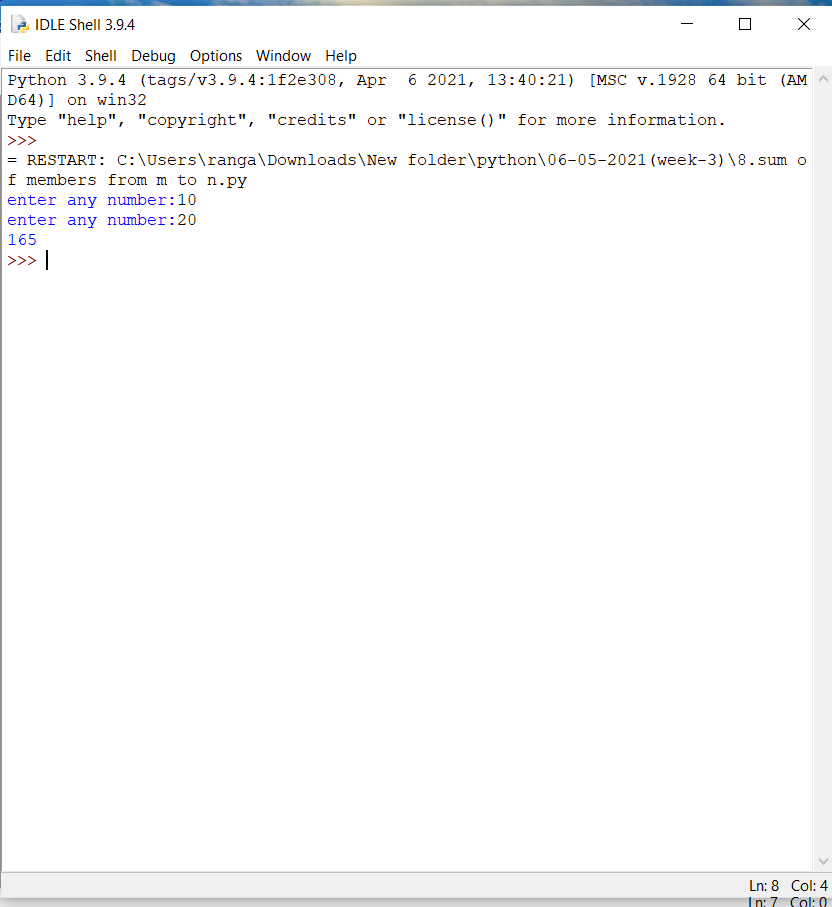 IDLE Shell 3.9.4
File Edit Shell Debug Options Window Help
Python 3.9.4 (tags/v3.9.4:1f2e308, Apr  6 2021, 13:40:21) [MSC v.1928 64 bit (AM
D64)] on win32
Type "help", "copyright", "credits" or "license()" for more information.
>>>
= RESTART: C:\Users\ranga\Downloads\New folder\python\06-05-2021(week-3)\8.sum o
f members from m to n.py
enter any number:10
enter any number:20
165
>>>
Ln: 8 Col: 4
Ln: 7 Col: 0